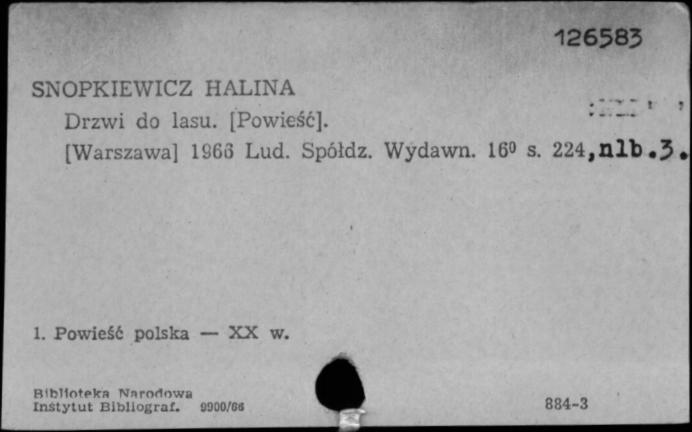 126583
SNOPKIEWICZ HALINA
Drzwi do lasu. [Powieść].
[Warszawa] 1966 Lud. Spółdz. Wydawn. 16⁰ s. 224,nlb.3.
1. Powieść polska — XX w.
Biblioteka Narodowa
Instytut Bibliograf. 9900/66
884-3